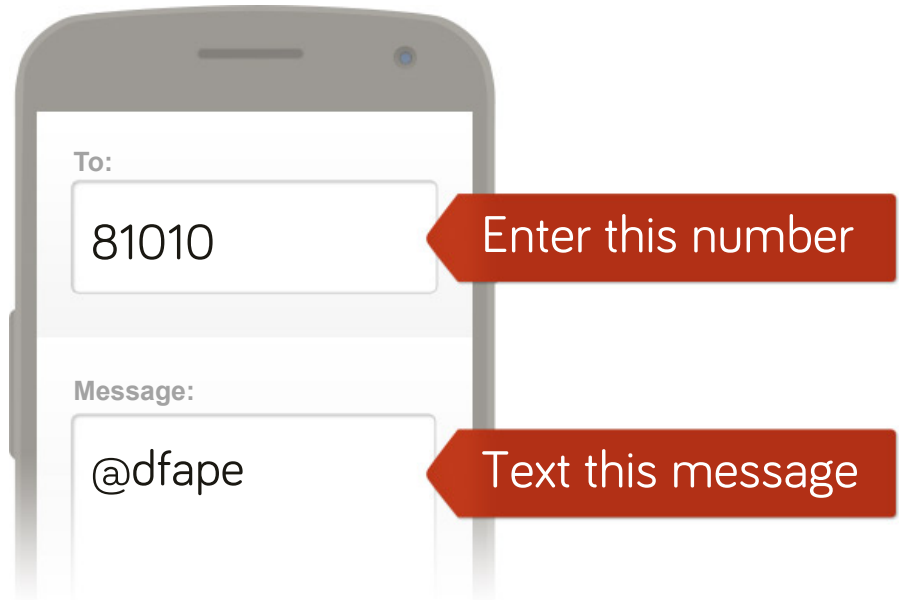 To:
81010
Enter this number
Message:
@dfape
Text this message